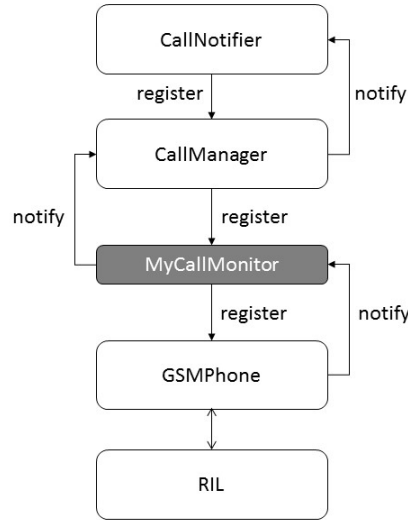 CallNotifier
register
notify
CallManager
notify
register
MyCallMonitor
register
notify
GSMPhone
RIL